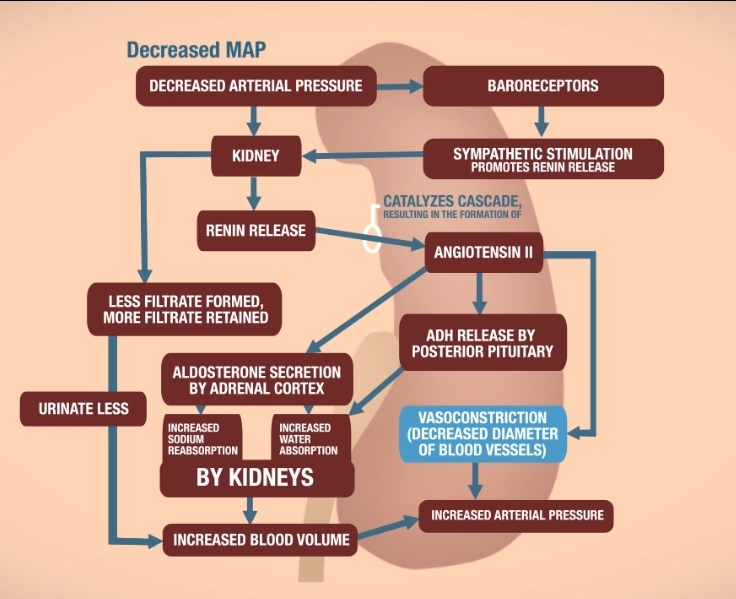 Decreased MAP
DECREASED ARTERIAL PRESSURE
BARORECEPTORS
KIDNEY
SYMPATHETIC STIMULATION
PROMOTES RENIN RELEASE
CATALYZES CASCADE,
RESULTING IN THE FORMATION OF
RENIN RELEASE
ANGIOTENSIN II
LESS FILTRATE FORMED,
MORE FILTRATE RETAINED
ADH RELEASE BY
POSTERIOR PITUITARY
ALDOSTERONE SECRETION
BY ADRENAL CORTEX
URINATE LESS
INCREASED
SODIUM
REABSORPTION
INCREASED
WATER
ABSORPTION
VASOCONSTRICTION
(DECREASED DIAMETER
OF BLOOD VESSELS)
BY KIDNEYS
INCREASED ARTERIAL PRESSURE
INCREASED BLOOD VOLUME